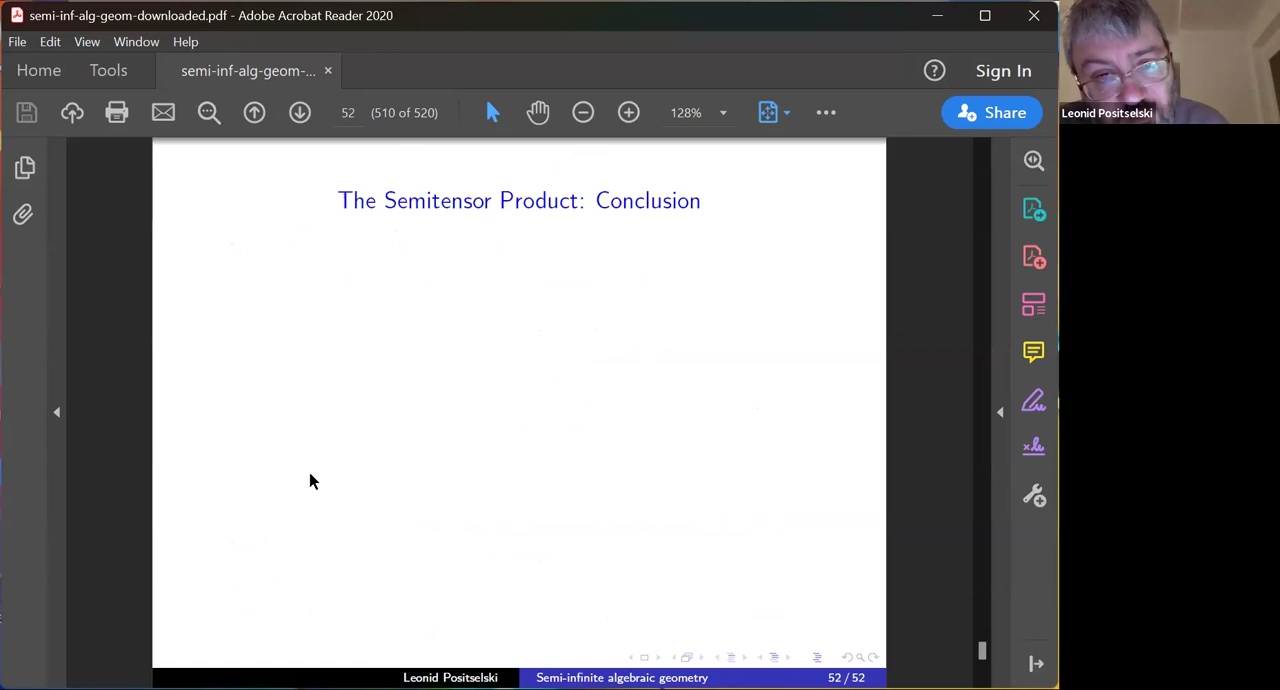 semi-inf-alg-geom-downloaded.pdf - Adobe Acrobat Reader 2020
File Edit View Window Help
Home Tools semi-inf-alg-geom-... × ? Sign In
52 (510 of 520) 128% Share
Leonid Positselski
The Semitensor Product: Conclusion
Leonid Positselski Semi-infinite algebraic geometry 52 / 52